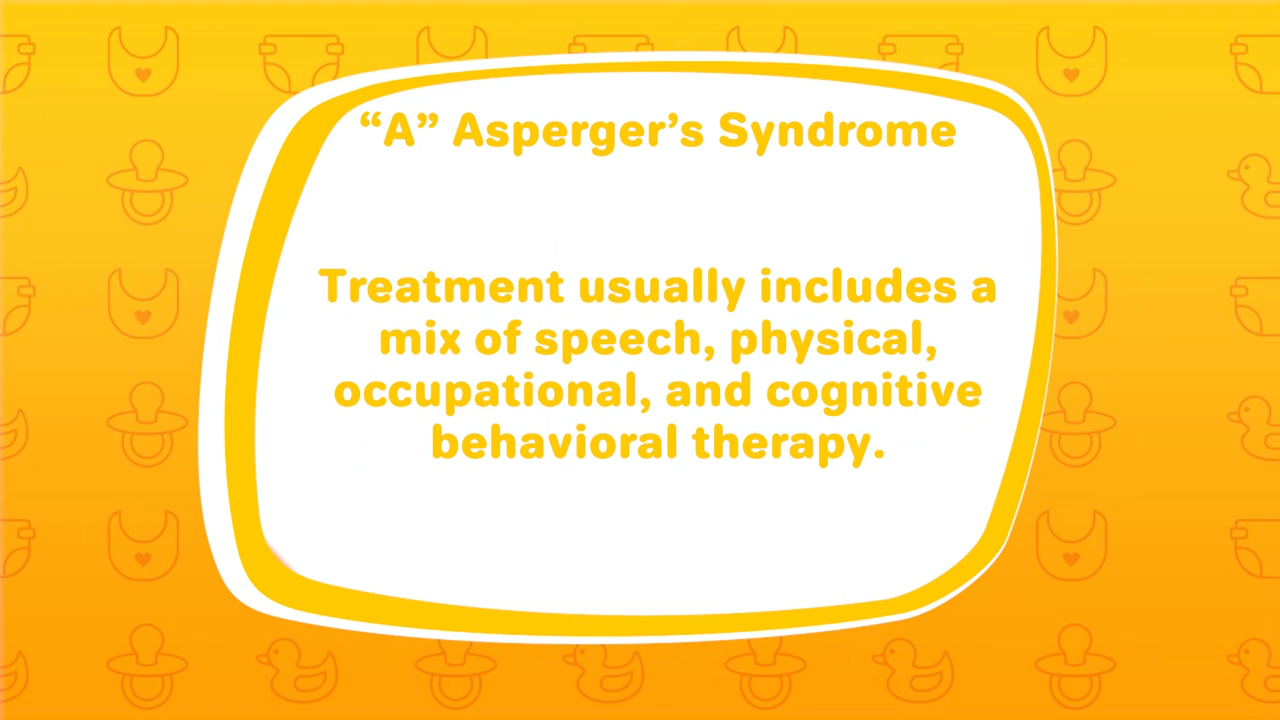 “A” Asperger’s Syndrome
Treatment usually includes a
mix of speech, physical,
occupational, and cognitive
behavioral therapy.